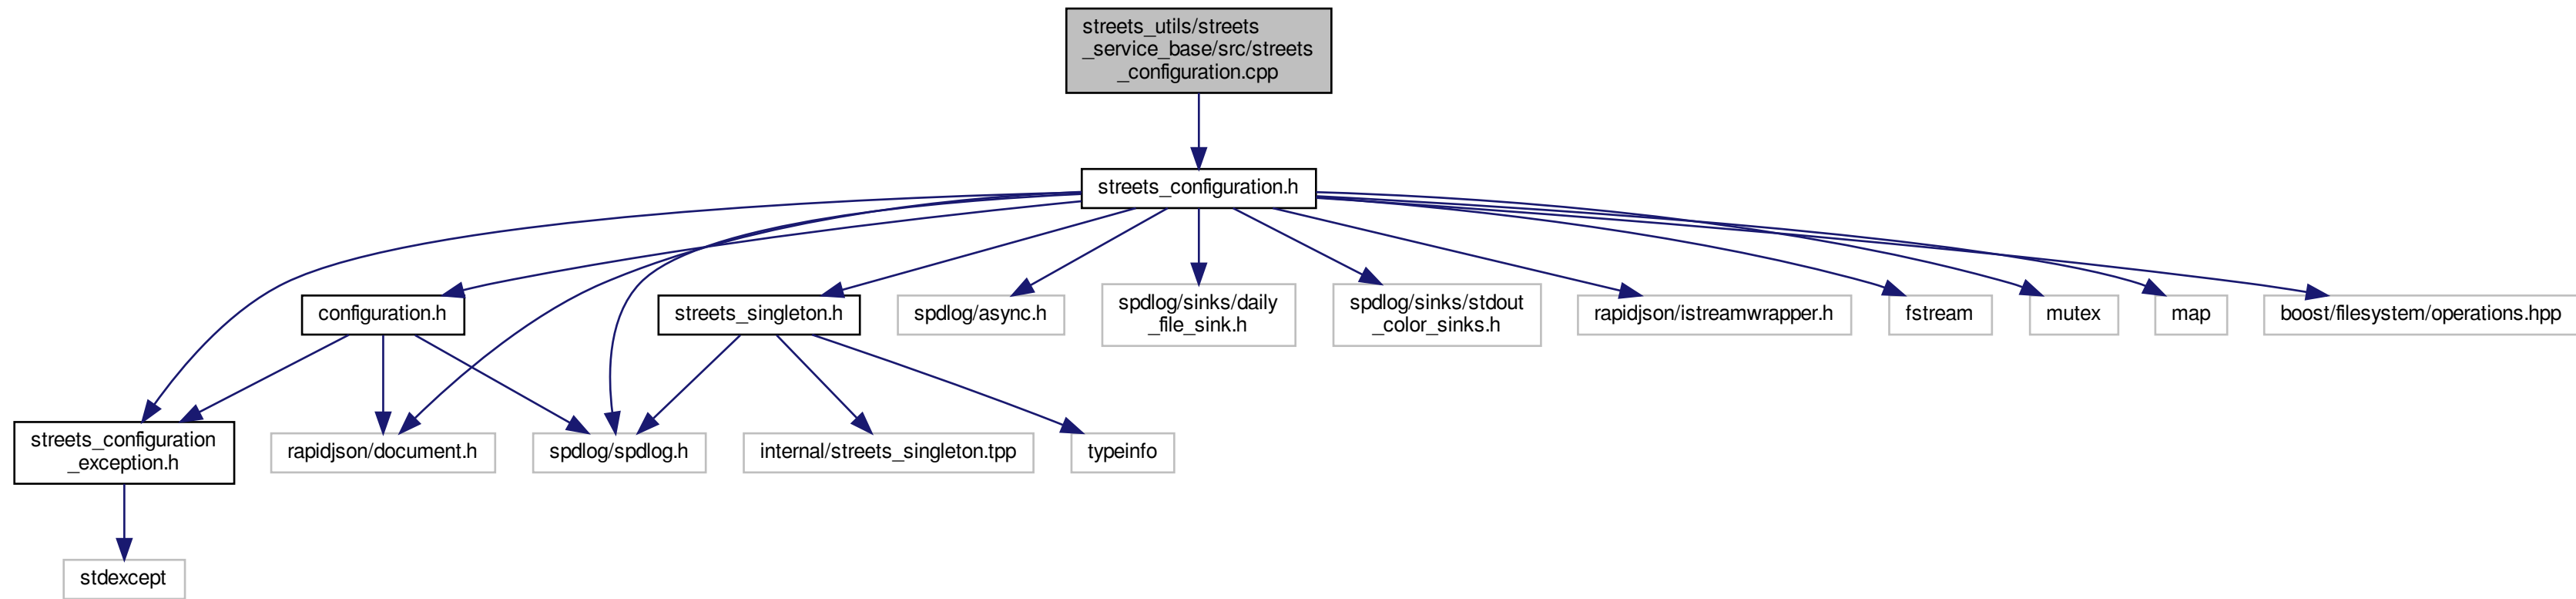 streets_utils/streets
_service_base/src/streets
_configuration.cpp
streets_configuration.h
configuration.h
streets_singleton.h
spdlog/async.h
spdlog/sinks/daily
_file_sink.h
spdlog/sinks/stdout
_color_sinks.h
rapidjson/istreamwrapper.h
fstream
mutex
map
boost/filesystem/operations.hpp
streets_configuration
_exception.h
rapidjson/document.h
spdlog/spdlog.h
internal/streets_singleton.tpp
typeinfo
stdexcept